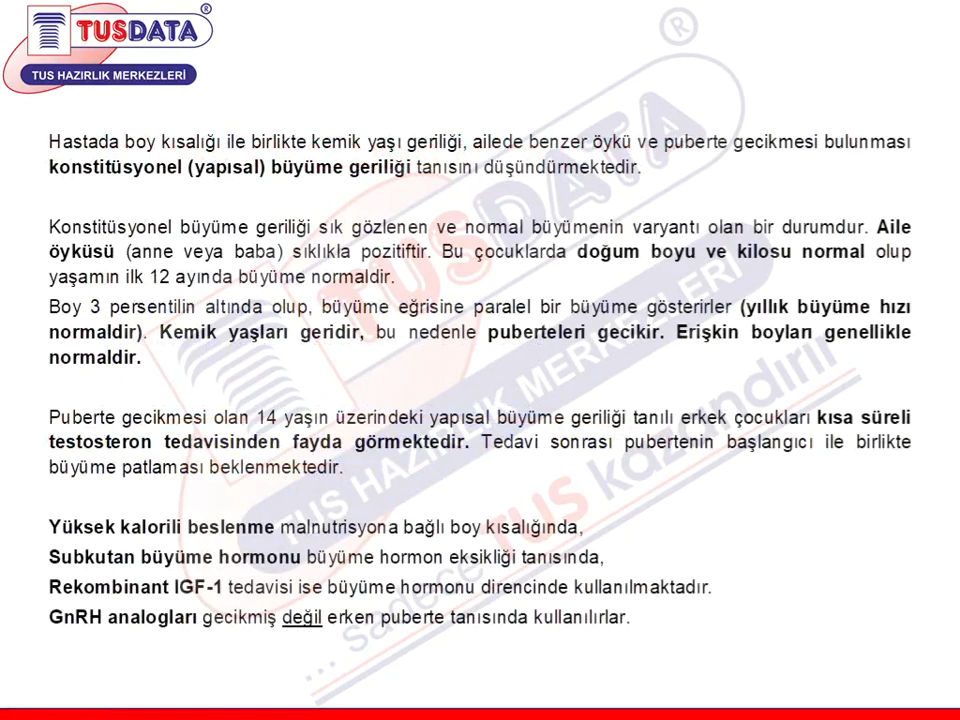 TUSDATA ®
TUS HAZIRLIK MERKEZLERİ
Hastada boy kısalığı ile birlikte kemik yaşı geriliği, ailede benzer öykü ve puberte gecikmesi bulunması
konstitüsyonel (yapısal) büyüme geriliği tanısını düşündürmektedir.
Konstitüsyonel büyüme geriliği sık gözlenen ve normal büyümenin varyantı olan bir durumdur. Aile
öyküsü (anne veya baba) sıklıkla pozitiftir. Bu çocuklarda doğum boyu ve kilosu normal olup
yaşamın ilk 12 ayında büyüme normaldir.
Boy 3 persentilin altında olup, büyüme eğrisine paralel bir büyüme gösterirler (yıllık büyüme hızı
normaldir). Kemik yaşları geridir, bu nedenle puberteleri gecikir. Erişkin boyları genellikle
normaldir.
Puberte gecikmesi olan 14 yaşın üzerindeki yapısal büyüme geriliği tanılı erkek çocukları kısa süreli
testosteron tedavisinden fayda görmektedir. Tedavi sonrası pubertenin başlangıcı ile birlikte
büyüme patlaması beklenmektedir.
Yüksek kalorili beslenme malnutrisyona bağlı boy kısalığında,
Subkutan büyüme hormonu büyüme hormon eksikliği tanısında,
Rekombinant IGF-1 tedavisi ise büyüme hormonu direncinde kullanılmaktadır.
GnRH analogları gecikmiş değil erken puberte tanısında kullanılırlar.
TUSDATA ®
TUS HAZIRLIK MERKEZLERİ
... sadece TUS kazandırır